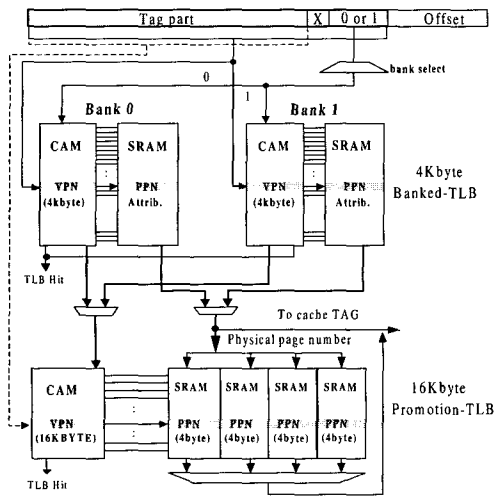 Tag part X 0 or 1 Offset
bank select
0
1
Bank 0 Bank 1
CAM SRAM CAM SRAM
VPN PPN VPN PPN
(4kbyte) Attrib. (4kbyte) Attrib.
4Kbyte
Banked-TLB
TLB Hit
To cache TAG
Physical page number
CAM SRAM SRAM SRAM SRAM
VPN PPN PPN PPN PPN
(16KBYTE) (4byte) (4byte) (4byte) (4byte)
16Kbyte
Promotion-TLB
TLB Hit